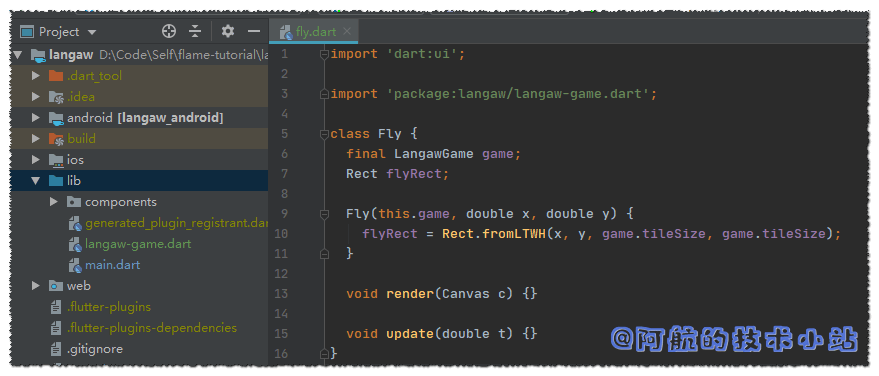 Project
langaw D:\Code\Self\flame-tutorial\la
.dart_tool
.idea
android [langaw_android]
build
ios
lib
components
generated_plugin_registrant.dar
langaw-game.dart
main.dart
web
.flutter-plugins
.flutter-plugins-dependencies
.gitignore
fly.dart
1 import 'dart:ui';
2
3 import 'package:langaw/langaw-game.dart';
4
5 class Fly {
6 final LangawGame game;
7 Rect flyRect;
8
9 Fly(this.game, double x, double y) {
10 flyRect = Rect.fromLTWH(x, y, game.tileSize, game.tileSize);
11 }
12
13 void render(Canvas c) {}
14
15 void update(double t) {}
16 }
@阿航的技术小站